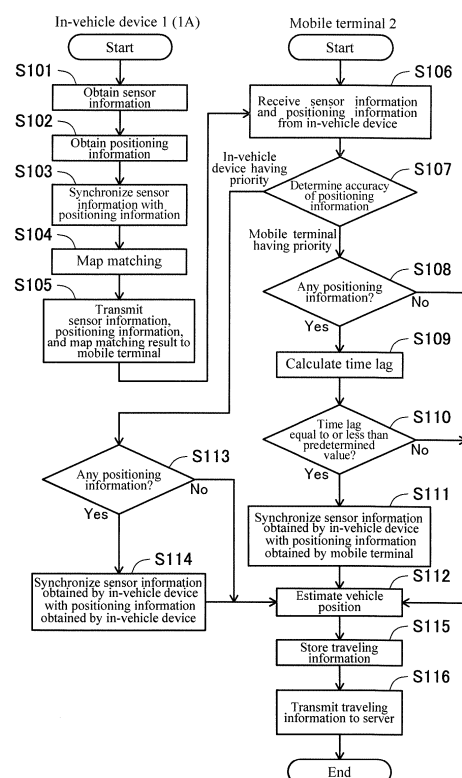 In-vehicle device 1 (1A)
Start
S101
Obtain sensor
information
S102
Obtain positioning
information
S103
Synchronize sensor
information with
positioning information
S104
Map matching
S105
Transmit
sensor information,
positioning information,
and map matching result to
mobile terminal
Mobile terminal 2
Start
S106
Receive sensor information
and positioning information
from in-vehicle device
In-vehicle
device having
priority
S107
Determine accuracy
of positioning
information
Mobile terminal
having priority
S108
Any positioning
information?
No
Yes
S109
Calculate time lag
S110
Time lag
equal to or less than
predetermined
value?
No
Yes
S111
Synchronize sensor information
obtained by in-vehicle device
with positioning information
obtained by mobile terminal
S113
Any positioning
information?
No
Yes
S114
Synchronize sensor information
obtained by in-vehicle device
with positioning information
obtained by in-vehicle device
S112
Estimate vehicle
position
S115
Store traveling
information
S116
Transmit traveling
information to server
End